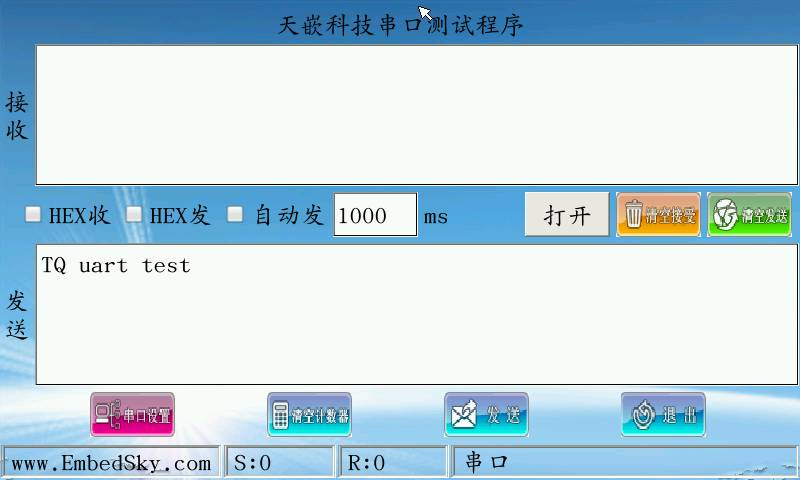 天嵌科技串口测试程序
接收
HEX收 HEX发 自动发 1000 ms 打开 清空接受 清空发送
发送
TQ uart test
串口设置 清空计数器 发送 退出
www.EmbedSky.com S:0 R:0 串口